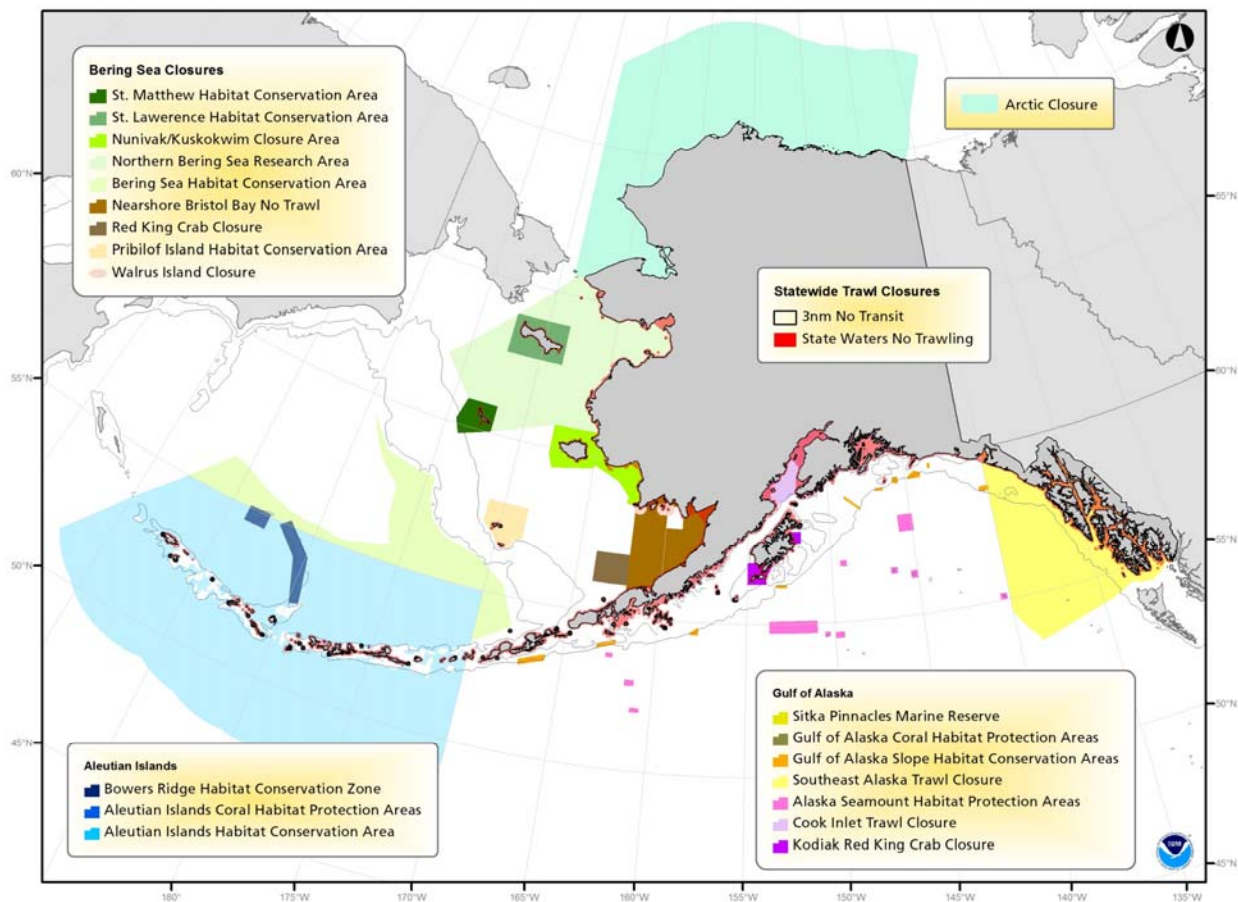 Bering Sea Closures
St. Matthew Habitat Conservation Area
St. Lawerence Habitat Conservation Area
Nunivak/Kuskokwim Closure Area
Northern Bering Sea Research Area
Bering Sea Habitat Conservation Area
Nearshore Bristol Bay No Trawl
Red King Crab Closure
Pribilof Island Habitat Conservation Area
Walrus Island Closure
Arctic Closure
Statewide Trawl Closures
3nm No Transit
State Waters No Trawling
60°N
55°N
50°N
45°N
65°N
60°N
55°N
50°N
45°N
Aleutian Islands
Bowers Ridge Habitat Conservation Zone
Aleutian Islands Coral Habitat Protection Areas
Aleutian Islands Habitat Conservation Area
Gulf of Alaska
Sitka Pinnacles Marine Reserve
Gulf of Alaska Coral Habitat Protection Areas
Gulf of Alaska Slope Habitat Conservation Areas
Southeast Alaska Trawl Closure
Alaska Seamount Habitat Protection Areas
Cook Inlet Trawl Closure
Kodiak Red King Crab Closure
180°
175°W
170°W
165°W
160°W
155°W
150°W
145°W
140°W
135°W